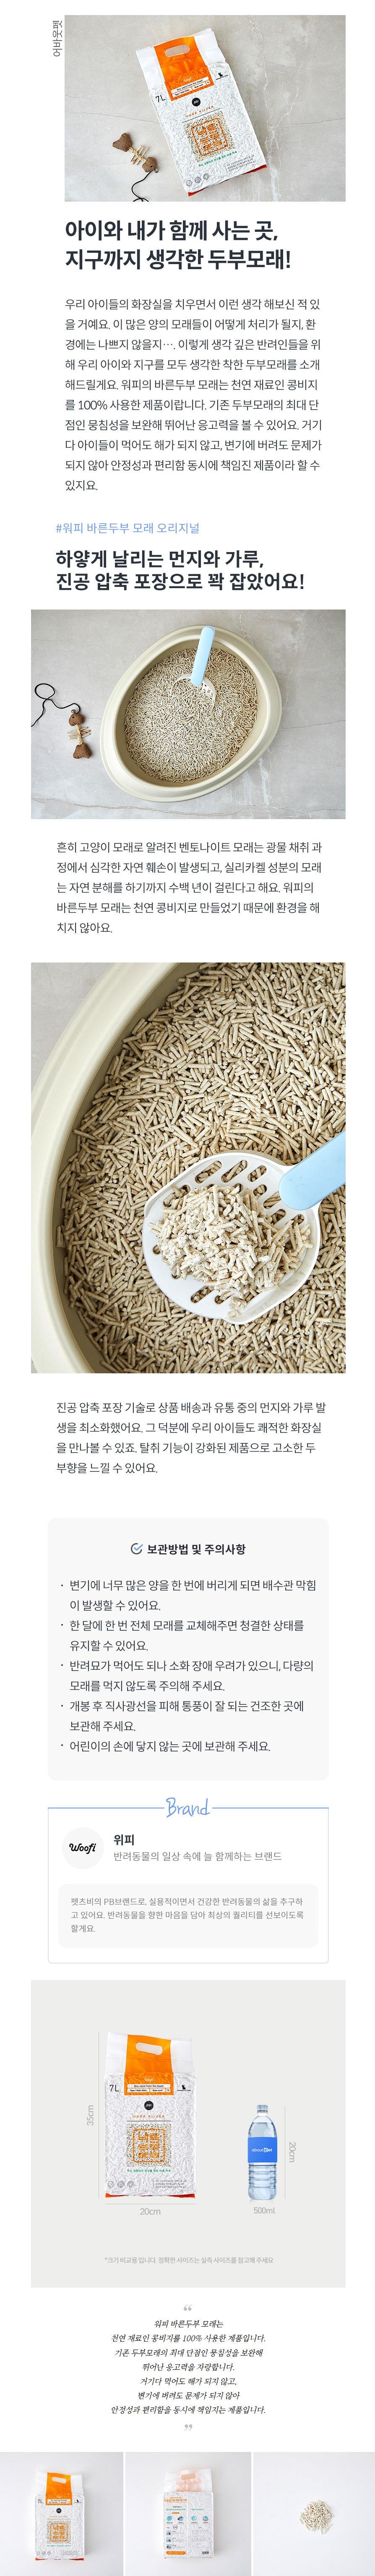 어바웃펫
7L
아이와 내가 함께 사는 곳,
지구까지 생각한 두부모래!
우리 아이들의 화장실을 치우면서 이런 생각 해보신 적 있
을 거예요. 이 많은 양의 모래들이 어떻게 처리가 될지, 환
경에는 나쁘지 않을지···. 이렇게 생각 깊은 반려인들을 위
해 우리 아이와 지구를 모두 생각한 착한 두부모래를 소개
해드릴게요. 워피의 바른두부 모래는 천연 재료인 콩비지
를 100% 사용한 제품이랍니다. 기존 두부모래의 최대 단
점인 뭉침성을 보완해 뛰어난 응고력을 볼 수 있어요. 거기
다 아이들이 먹어도 해가 되지 않고, 변기에 버려도 문제가
되지 않아 안정성과 편리함 동시에 책임진 제품이라 할 수
있지요.
#워피 바른두부 모래 오리지널
하얗게 날리는 먼지와 가루,
진공 압축 포장으로 꽉 잡았어요!
흔히 고양이 모래로 알려진 벤토나이트 모래는 광물 채취 과
정에서 심각한 자연 훼손이 발생되고, 실리카겔 성분의 모래
는 자연 분해를 하기까지 수백 년이 걸린다고 해요. 워피의
바른두부 모래는 천연 콩비지로 만들었기 때문에 환경을 해
치지 않아요.
진공 압축 포장 기술로 상품 배송과 유통 중의 먼지와 가루 발
생을 최소화했어요. 그 덕분에 우리 아이들도 쾌적한 화장실
을 만나볼 수 있죠. 탈취 기능이 강화된 제품으로 고소한 두
부향을 느낄 수 있어요.
보관방법 및 주의사항
· 변기에 너무 많은 양을 한 번에 버리게 되면 배수관 막힘
이 발생할 수 있어요.
· 한 달에 한 번 전체 모래를 교체해주면 청결한 상태를
유지할 수 있어요.
· 반려묘가 먹어도 되나 소화 장애 우려가 있으니, 다량의
모래를 먹지 않도록 주의해 주세요.
· 개봉 후 직사광선을 피해 통풍이 잘 되는 건조한 곳에
보관해 주세요.
· 어린이의 손에 닿지 않는 곳에 보관해 주세요.
Brand
Woofi
위피
반려동물의 일상 속에 늘 함께하는 브랜드
펫츠비의 PB브랜드로, 실용적이면서 건강한 반려동물의 삶을 추구하
고 있어요. 반려동물을 향한 마음을 담아 최상의 퀄리티를 선보이도록
할게요.
7L
35cm
20cm
20cm
500ml
*크기 비교용 입니다. 정확한 사이즈는 실측 사이즈를 참고해 주세요
“
워피 바른두부 모래는
천연 재료인 콩비지를 100% 사용한 제품입니다.
기존 두부모래의 최대 단점인 뭉침성을 보완해
뛰어난 응고력을 자랑합니다.
거기다 먹어도 해가 되지 않고,
변기에 버려도 문제가 되지 않아
안정성과 편리함을 동시에 책임지는 제품입니다.
”